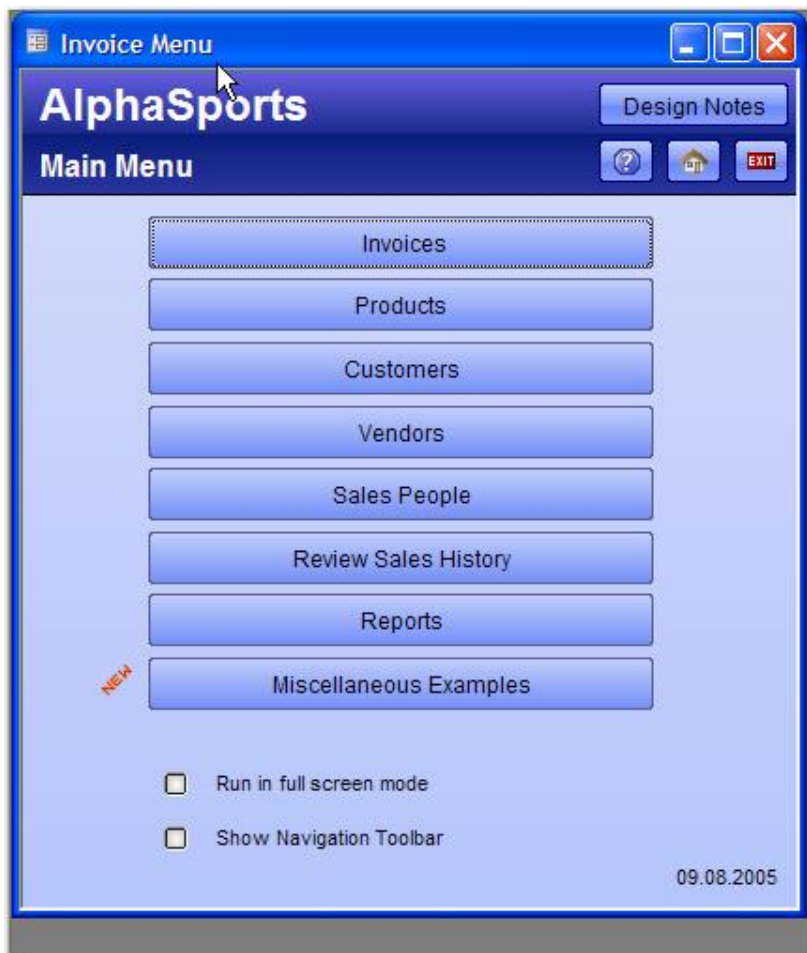 Invoice Menu
AlphaSports
Design Notes
Main Menu
EXIT
Invoices
Products
Customers
Vendors
Sales People
Review Sales History
Reports
NEW
Miscellaneous Examples
Run in full screen mode
Show Navigation Toolbar
09.08.2005